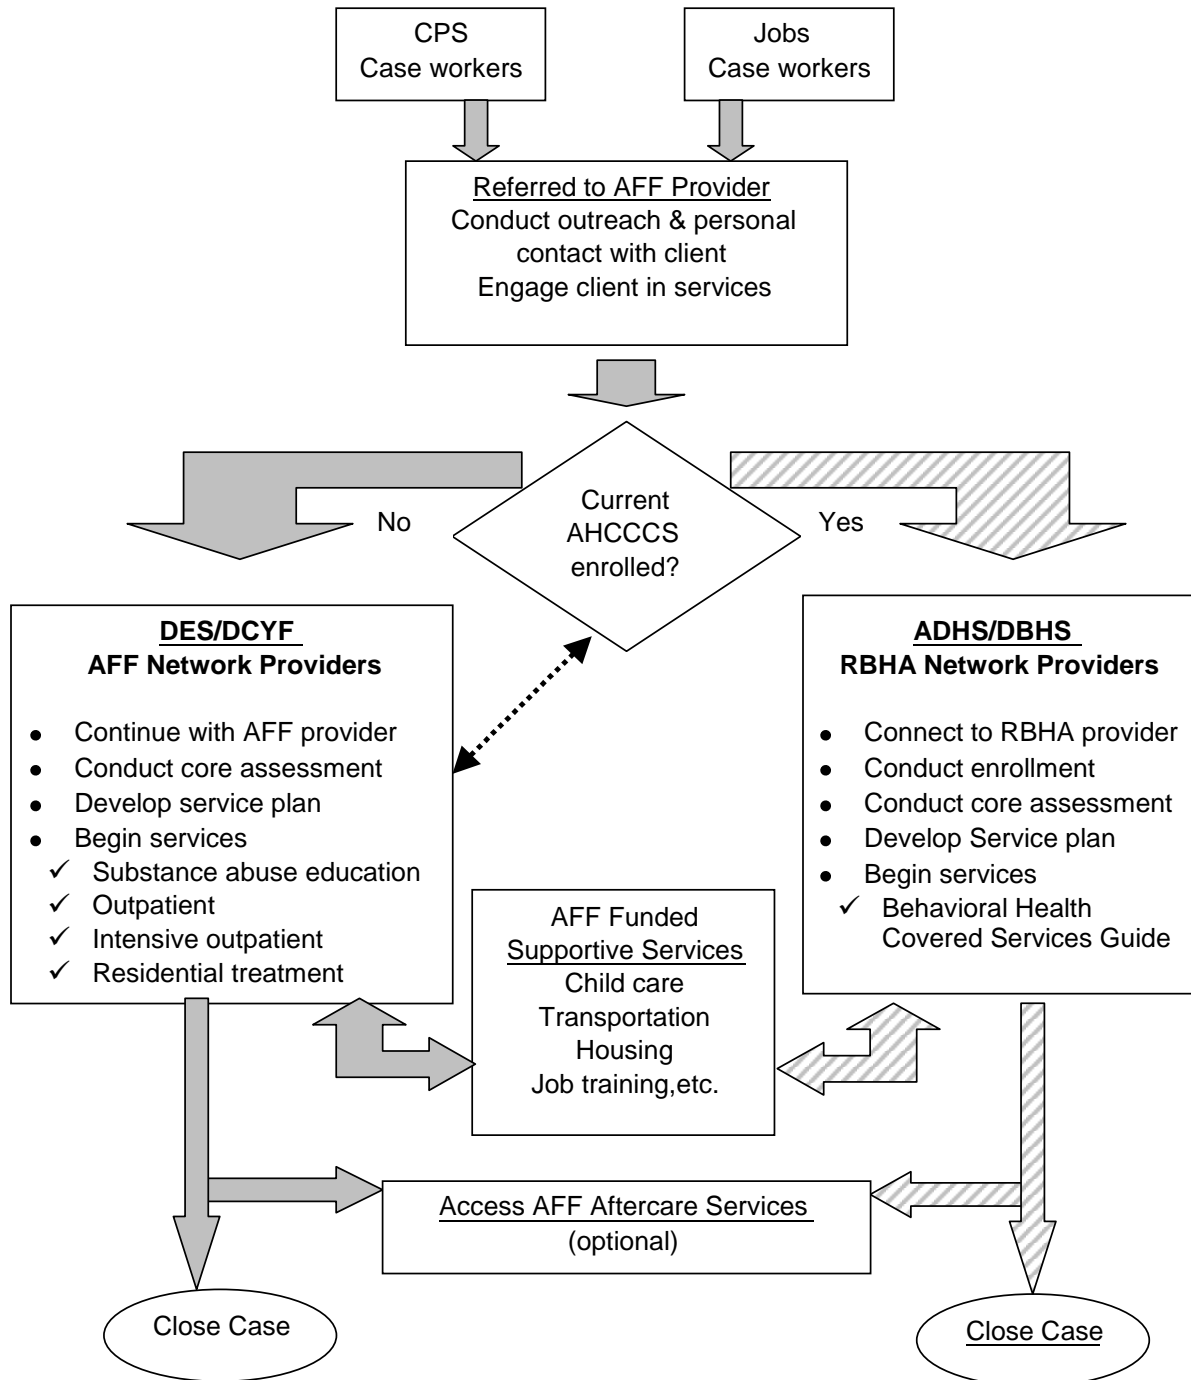 CPS
Case workers
Jobs
Case workers
Referred to AFF Provider
Conduct outreach & personal
contact with client
Engage client in services
Current
AHCCCS
enrolled?
No
Yes
DES/DCYF
AFF Network Providers
● Continue with AFF provider
● Conduct core assessment
● Develop service plan
● Begin services
✓ Substance abuse education
✓ Outpatient
✓ Intensive outpatient
✓ Residential treatment
ADHS/DBHS
RBHA Network Providers
● Connect to RBHA provider
● Conduct enrollment
● Conduct core assessment
● Develop Service plan
● Begin services
✓ Behavioral Health
Covered Services Guide
AFF Funded
Supportive Services
Child care
Transportation
Housing
Job training,etc.
Access AFF Aftercare Services
(optional)
Close Case
Close Case